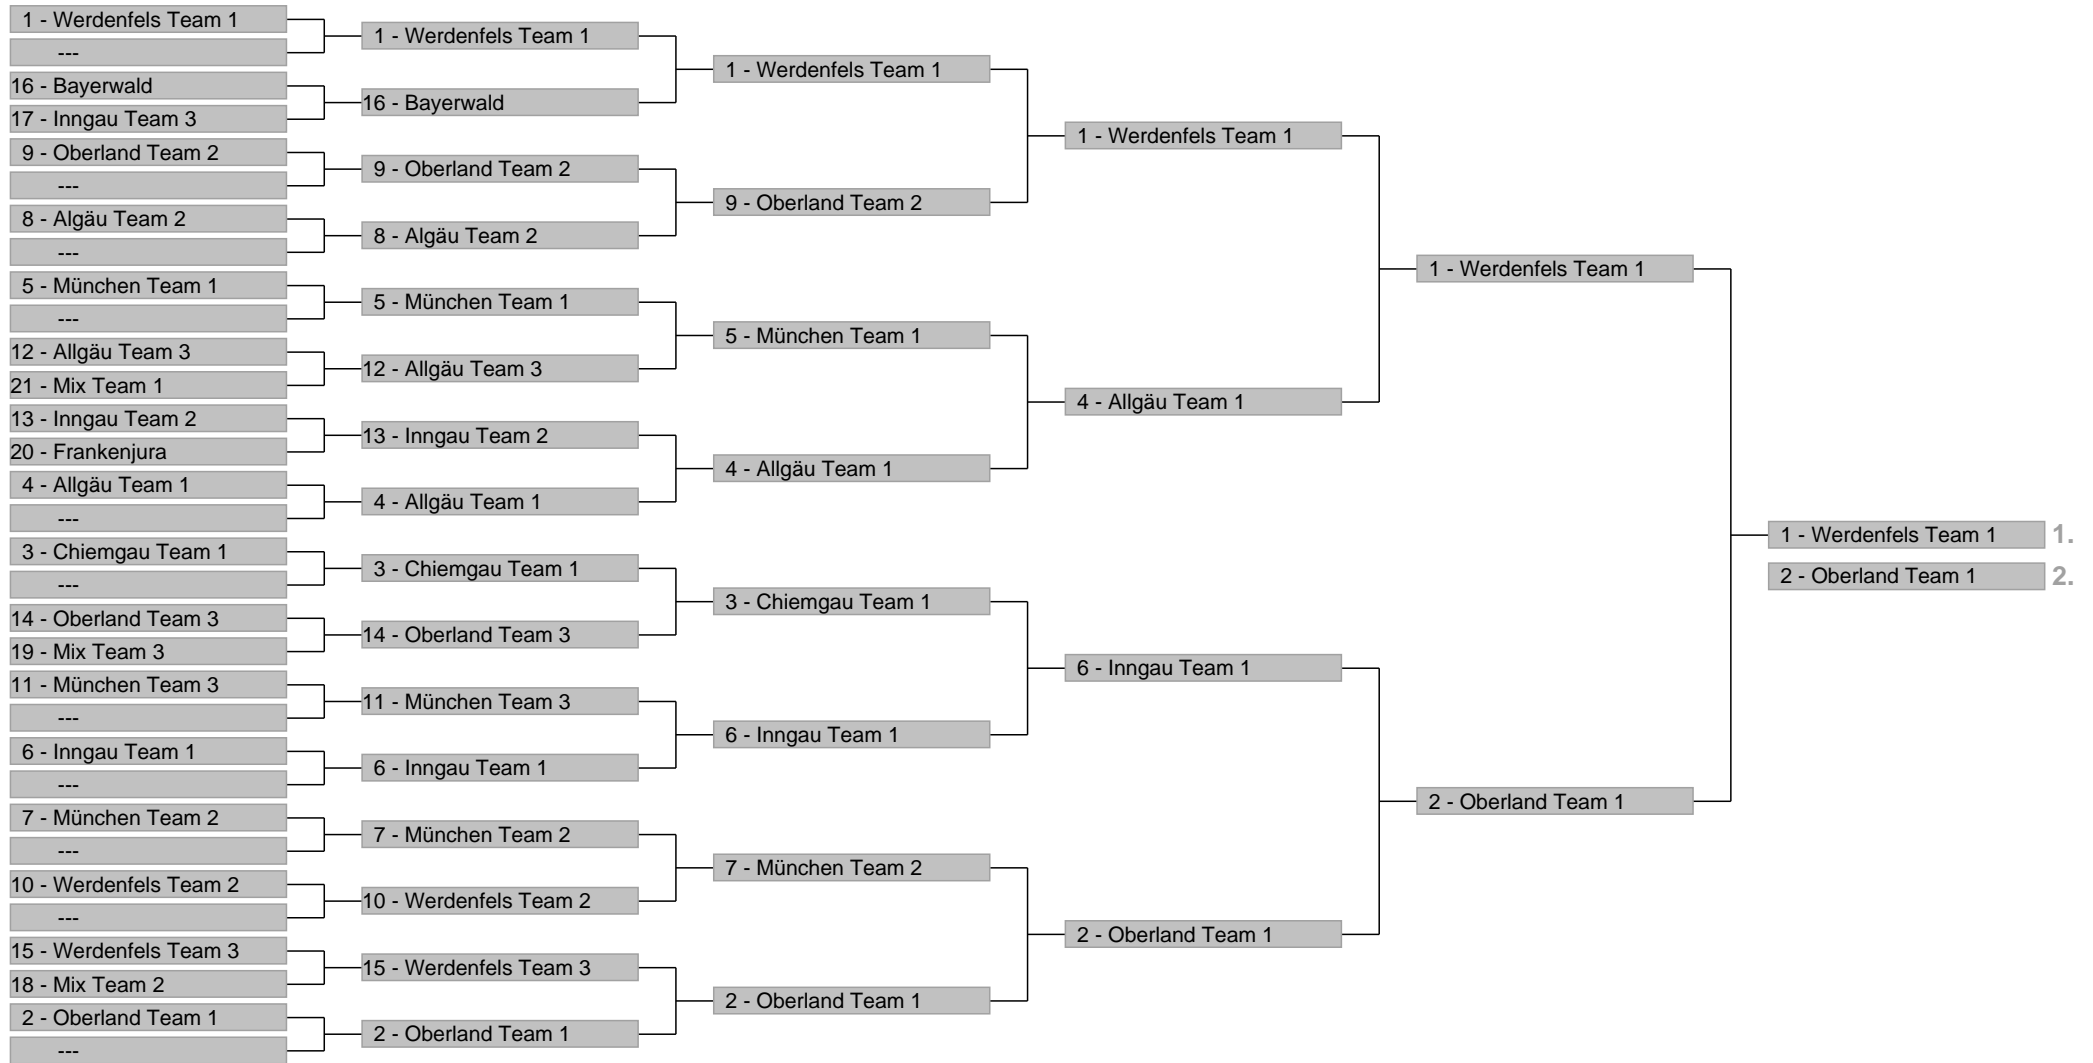 1 - Werdenfels Team 1
---
16 - Bayerwald
17 - Inngau Team 3
9 - Oberland Team 2
---
8 - Algäu Team 2
---
5 - München Team 1
---
12 - Allgäu Team 3
21 - Mix Team 1
13 - Inngau Team 2
20 - Frankenjura
4 - Allgäu Team 1
---
3 - Chiemgau Team 1
---
14 - Oberland Team 3
19 - Mix Team 3
11 - München Team 3
---
6 - Inngau Team 1
---
7 - München Team 2
---
10 - Werdenfels Team 2
---
15 - Werdenfels Team 3
18 - Mix Team 2
2 - Oberland Team 1
---
1 - Werdenfels Team 1
16 - Bayerwald
9 - Oberland Team 2
8 - Algäu Team 2
5 - München Team 1
12 - Allgäu Team 3
13 - Inngau Team 2
4 - Allgäu Team 1
3 - Chiemgau Team 1
14 - Oberland Team 3
11 - München Team 3
6 - Inngau Team 1
7 - München Team 2
10 - Werdenfels Team 2
15 - Werdenfels Team 3
2 - Oberland Team 1
1 - Werdenfels Team 1
9 - Oberland Team 2
5 - München Team 1
4 - Allgäu Team 1
3 - Chiemgau Team 1
6 - Inngau Team 1
7 - München Team 2
2 - Oberland Team 1
1 - Werdenfels Team 1
4 - Allgäu Team 1
6 - Inngau Team 1
2 - Oberland Team 1
1 - Werdenfels Team 1
2 - Oberland Team 1
1 - Werdenfels Team 1 1.
2 - Oberland Team 1 2.